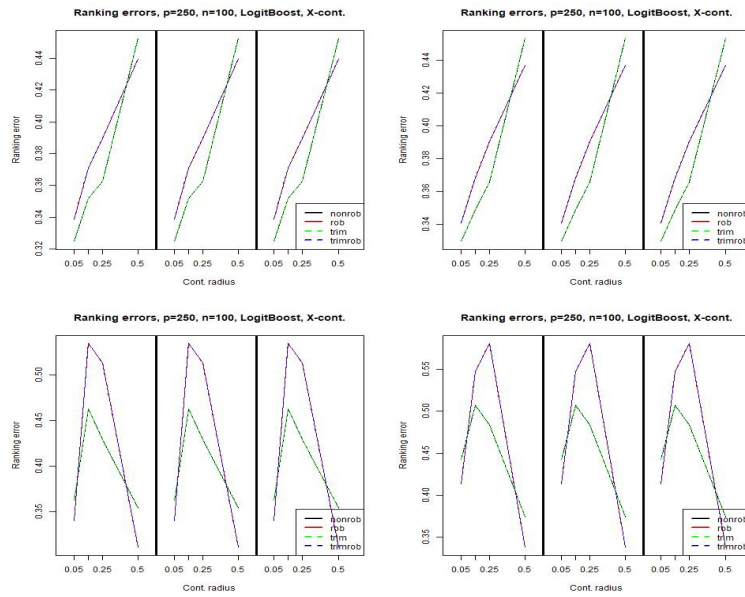 Ranking errors, p=250, n=100, LogitBoost, X-cont.
Ranking error
0.32 0.34 0.36 0.38 0.40 0.42 0.44
nonrob
rob
trim
trimrob
0.05 0.25 0.5 0.05 0.25 0.5 0.05 0.25 0.5
Cont. radius
Ranking errors, p=250, n=100, LogitBoost, X-cont.
Ranking error
0.34 0.36 0.38 0.40 0.42 0.44
nonrob
rob
trim
trimrob
0.05 0.25 0.5 0.05 0.25 0.5 0.05 0.25 0.5
Cont. radius
Ranking errors, p=250, n=100, LogitBoost, X-cont.
Ranking error
0.35 0.40 0.45 0.50
nonrob
rob
trim
trimrob
0.05 0.25 0.5 0.05 0.25 0.5 0.05 0.25 0.5
Cont. radius
Ranking errors, p=250, n=100, LogitBoost, X-cont.
Ranking error
0.35 0.40 0.45 0.50 0.55
nonrob
rob
trim
trimrob
0.05 0.25 0.5 0.05 0.25 0.5 0.05 0.25 0.5
Cont. radius